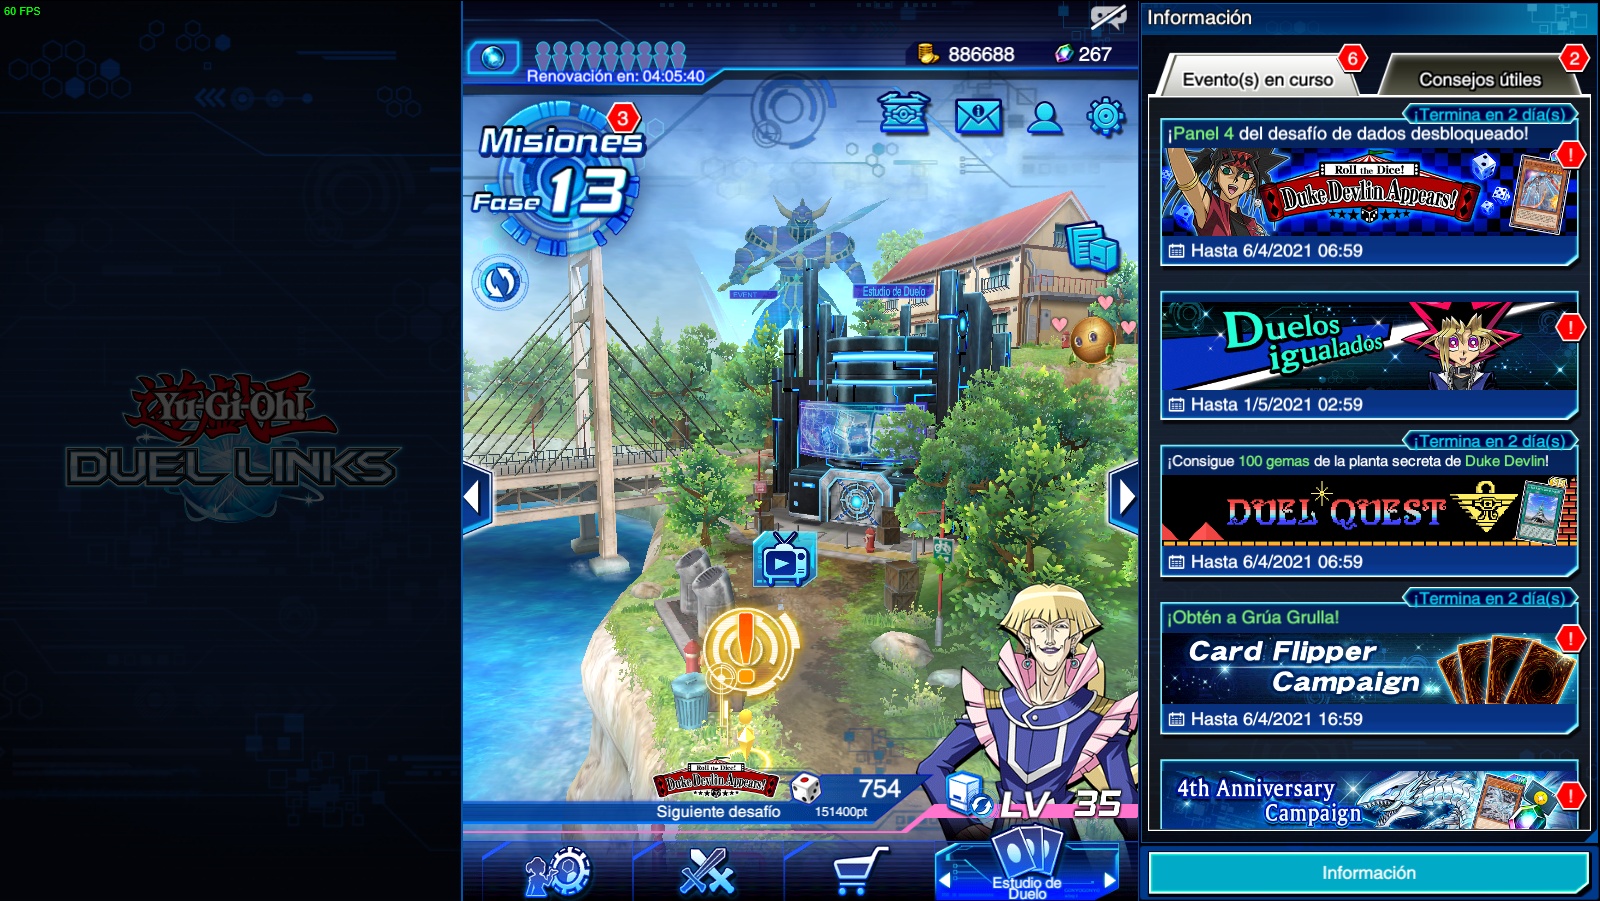 60 FPS
Yu-Gi-Oh!
DUEL LINKS
886688
267
Renovación en: 04:05:40
3
Misiones
Fase 13
EVENT
Estudio de Duelo
Roll the Dice!
Duke Devlin Appears!
754
Siguiente desafío
151400pt
LV 35
Estudio de
Duelo
Información
Evento(s) en curso
6
Consejos útiles
2
¡Termina en 2 día(s)
¡Panel 4 del desafío de dados desbloqueado!
!
Roll the Dice!
Duke Devlin Appears!
Hasta 6/4/2021 06:59
Duelos
igualados
!
Hasta 1/5/2021 02:59
¡Termina en 2 día(s)
¡Consigue 100 gemas de la planta secreta de Duke Devlin!
DUEL QUEST
Hasta 6/4/2021 06:59
¡Termina en 2 día(s)
¡Obtén a Grúa Grulla!
!
Card Flipper
Campaign
Hasta 6/4/2021 16:59
4th Anniversary
Campaign
!
Información